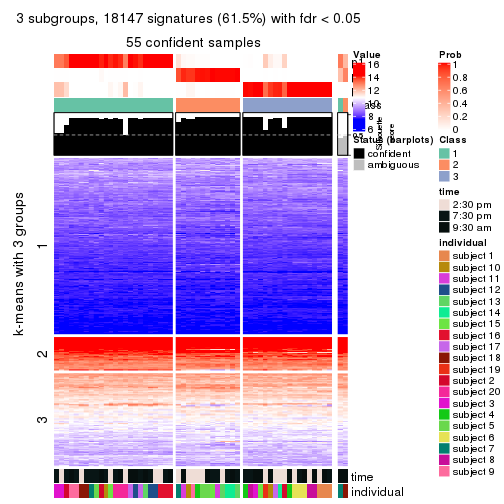 3 subgroups, 18147 signatures (61.5%) with fdr < 0.05
55 confident samples
k-means with 3 groups
1
2
3
time
individual
Value
16
14
12
10
8
6
Silhouette
score
Status (barplots)
confident
ambiguous
Prob
1
0.8
0.6
0.4
0.2
0
Class
1
2
3
time
2:30 pm
7:30 pm
9:30 am
individual
subject 1
subject 10
subject 11
subject 12
subject 13
subject 14
subject 15
subject 16
subject 17
subject 18
subject 19
subject 2
subject 20
subject 3
subject 4
subject 5
subject 6
subject 7
subject 8
subject 9